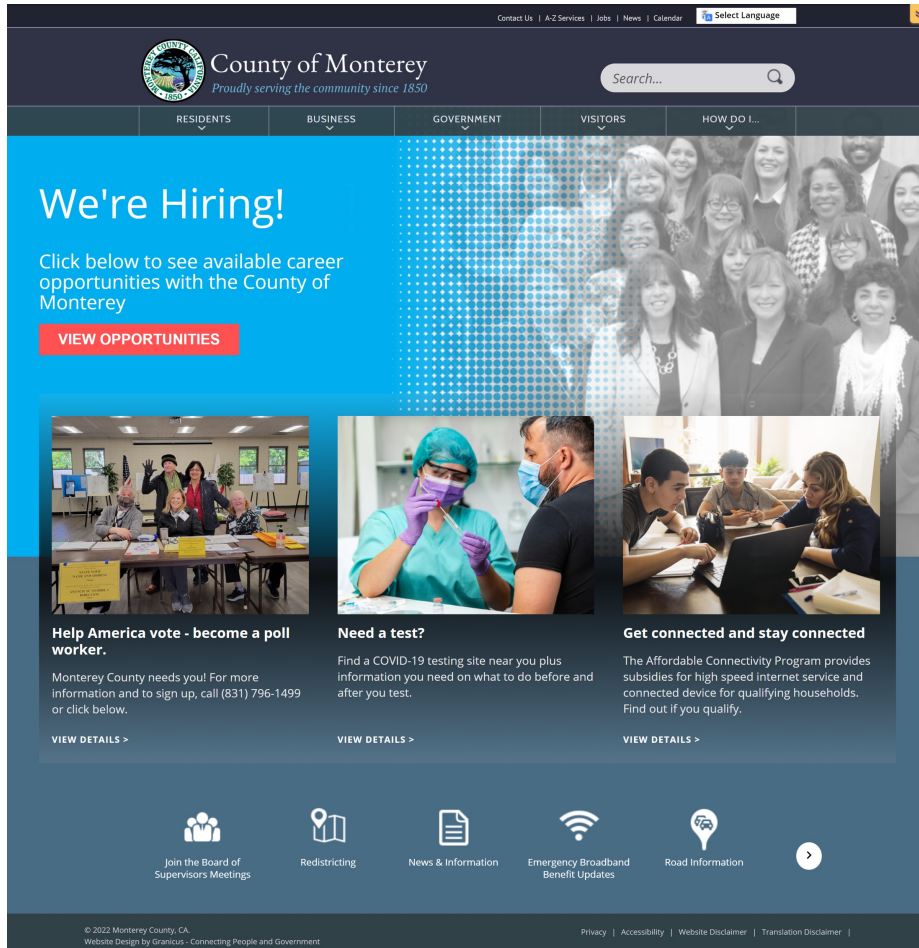 Contact Us | A-Z Services | Jobs | News | Calendar
Select Language
MONTEREY COUNTY CALIFORNIA
1850
County of Monterey
Proudly serving the community since 1850
Search...
RESIDENTS
BUSINESS
GOVERNMENT
VISITORS
HOW DO I...
We're Hiring!
Click below to see available career
opportunities with the County of
Monterey
VIEW OPPORTUNITIES
Help America vote - become a poll
worker.
Monterey County needs you! For more
information and to sign up, call (831) 796-1499
or click below.
VIEW DETAILS >
Need a test?
Find a COVID-19 testing site near you plus
information you need on what to do before and
after you test.
VIEW DETAILS >
Get connected and stay connected
The Affordable Connectivity Program provides
subsidies for high speed internet service and
connected device for qualifying households.
Find out if you qualify.
VIEW DETAILS >
Join the Board of
Supervisors Meetings
Redistricting
News & Information
Emergency Broadband
Benefit Updates
Road Information
© 2022 Monterey County, CA.
Website Design by Granicus - Connecting People and Government
Privacy | Accessibility | Website Disclaimer | Translation Disclaimer |